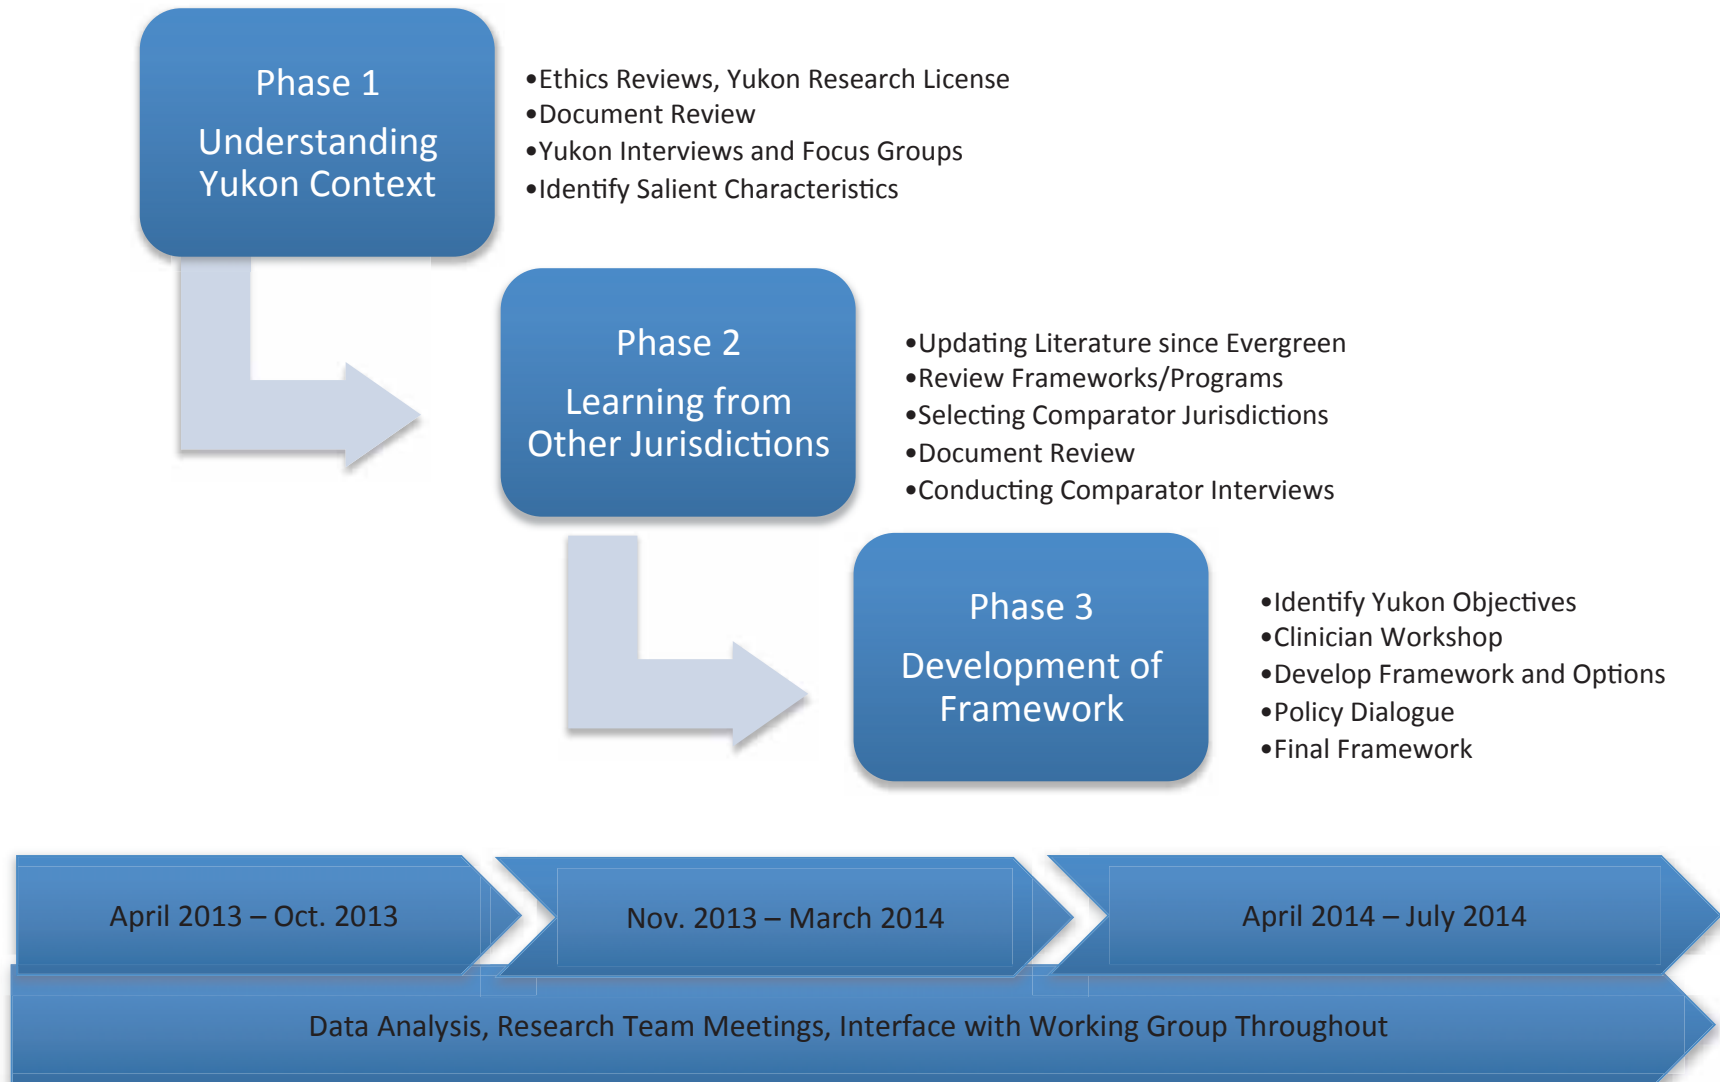 Phase 1
Understanding
Yukon Context
•Ethics Reviews, Yukon Research License
•Document Review
•Yukon Interviews and Focus Groups
•Identify Salient Characteristics
Phase 2
Learning from
Other Jurisdictions
•Updating Literature since Evergreen
•Review Frameworks/Programs
•Selecting Comparator Jurisdictions
•Document Review
•Conducting Comparator Interviews
Phase 3
Development of
Framework
•Identify Yukon Objectives
•Clinician Workshop
•Develop Framework and Options
•Policy Dialogue
•Final Framework
April 2013 – Oct. 2013
Nov. 2013 – March 2014
April 2014 – July 2014
Data Analysis, Research Team Meetings, Interface with Working Group Throughout